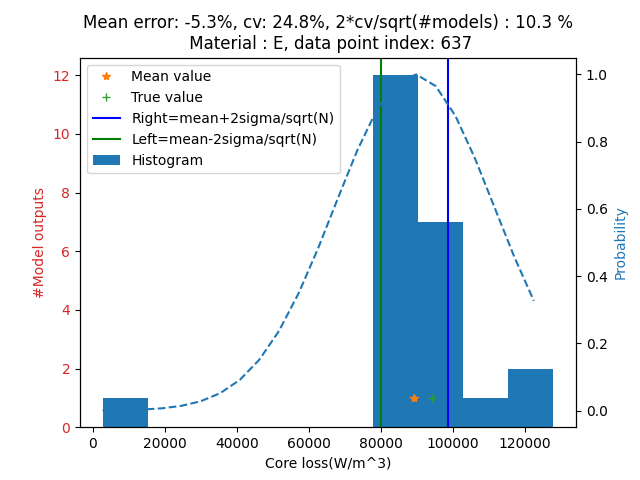 Mean error: -5.3%, cv: 24.8%, 2*cv/sqrt(#models) : 10.3 %
Material : E, data point index: 637
Mean value
True value
Right=mean+2sigma/sqrt(N)
Left=mean-2sigma/sqrt(N)
Histogram
#Model outputs
12
10
8
6
4
2
0
Probability
1.0
0.8
0.6
0.4
0.2
0.0
0 20000 40000 60000 80000 100000 120000
Core loss(W/m^3)